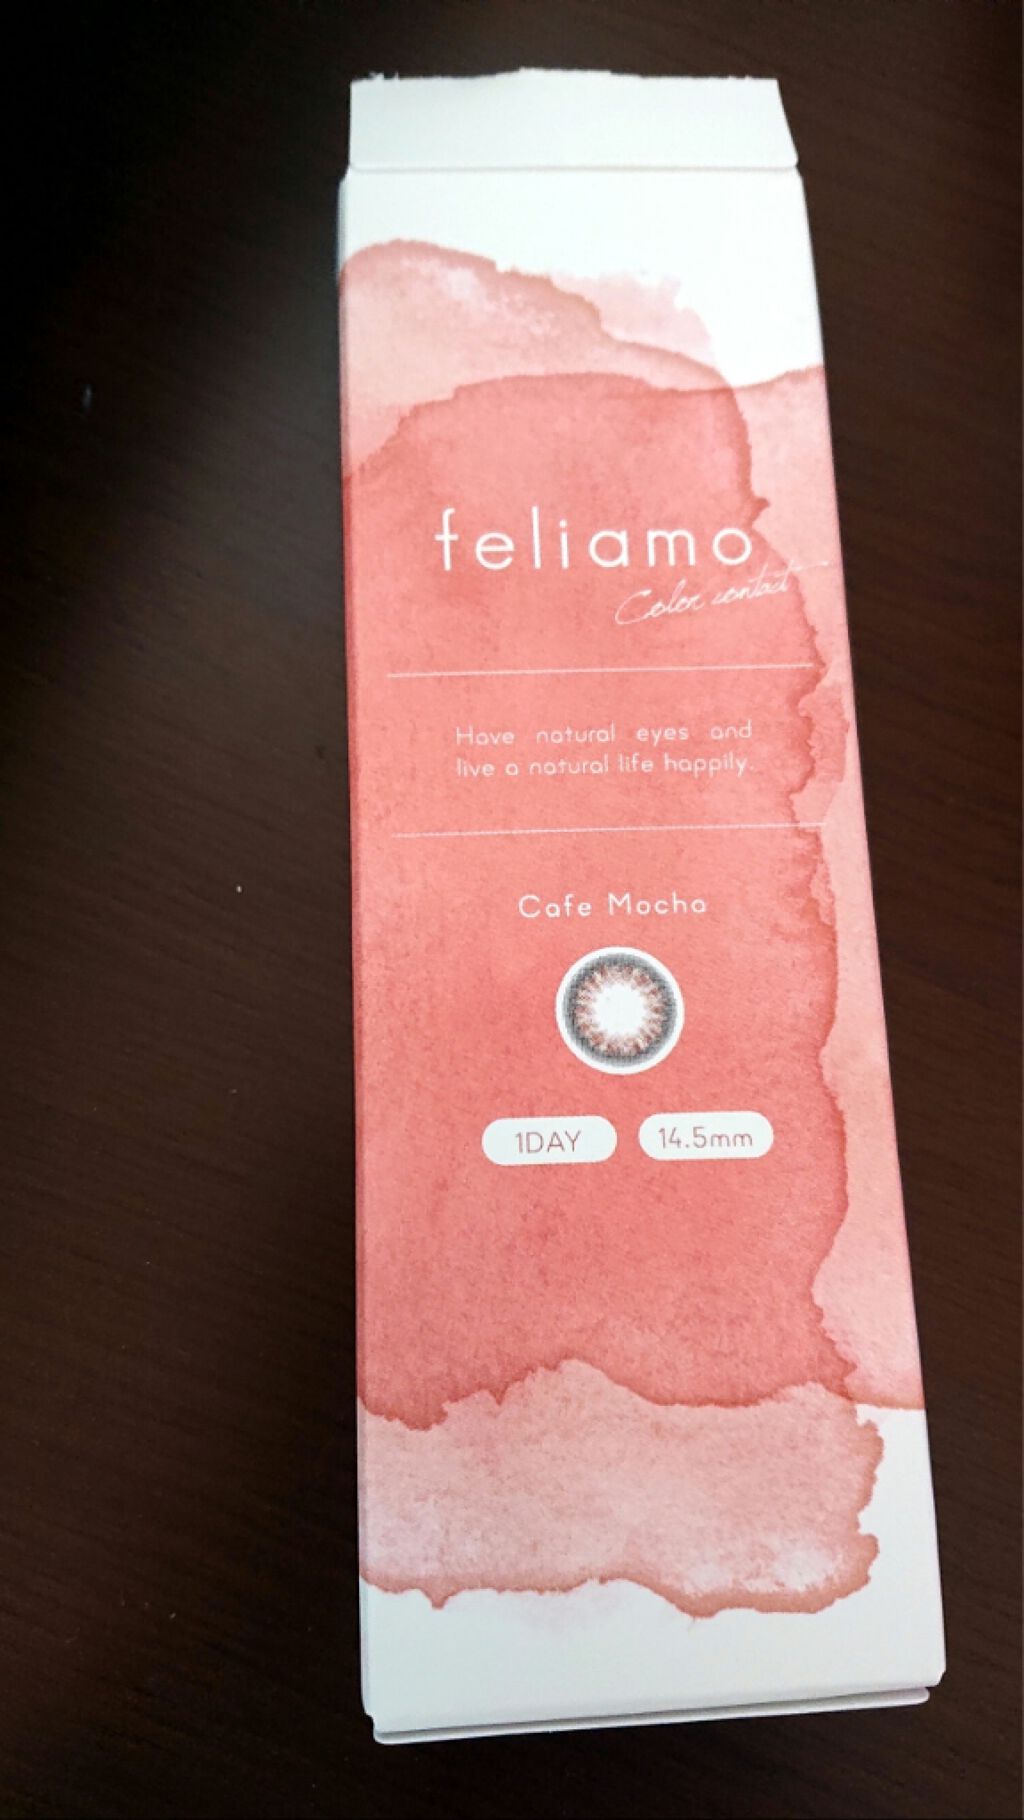 feliamo
Color contact
Have natural eyes and
live a natural life happily.
Cafe Mocha
1DAY 14.5mm